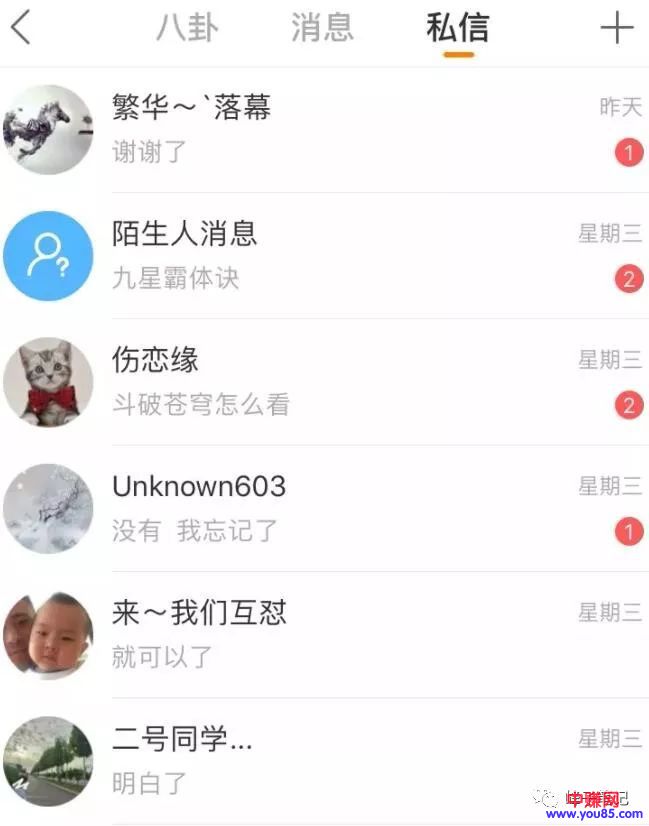 八卦 消息 私信
繁华～`落幕 昨天
谢谢了 1
陌生人消息 星期三
九星霸体诀 2
伤恋缘 星期三
斗破苍穹怎么看 2
Unknown603 星期三
没有 我忘记了 1
来～我们互怼 星期三
就可以了
二号同学... 星期三
明白了
中赚网
www.you85.com